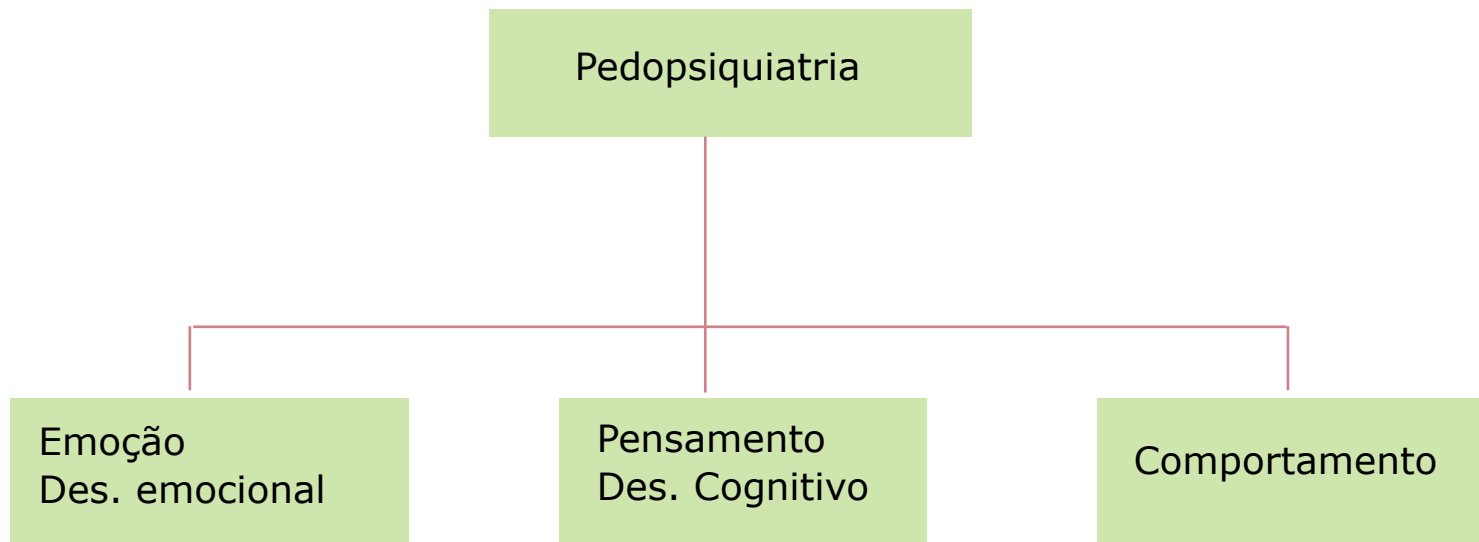 Pedopsiquiatria
Emoção
Des. emocional
Pensamento
Des. Cognitivo
Comportamento